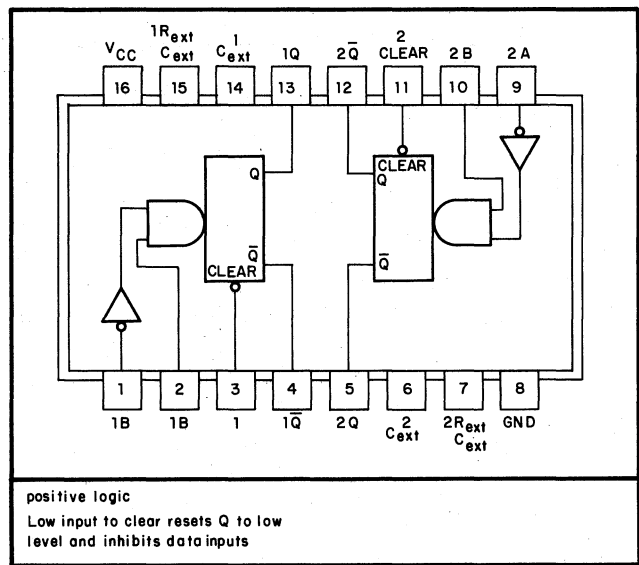 VCC
1Rext
Cext
1
Cext
1Q
2Q̅
2
CLEAR
2B
2A
16
15
14
13
12
11
10
9
Q
Q̅
CLEAR
CLEAR
Q
Q̅
1
2
3
4
5
6
7
8
1B
1B
1
1Q̅
2Q
2
Cext
2Rext
Cext
GND
positive logic
Low input to clear resets Q to low
level and inhibits data inputs